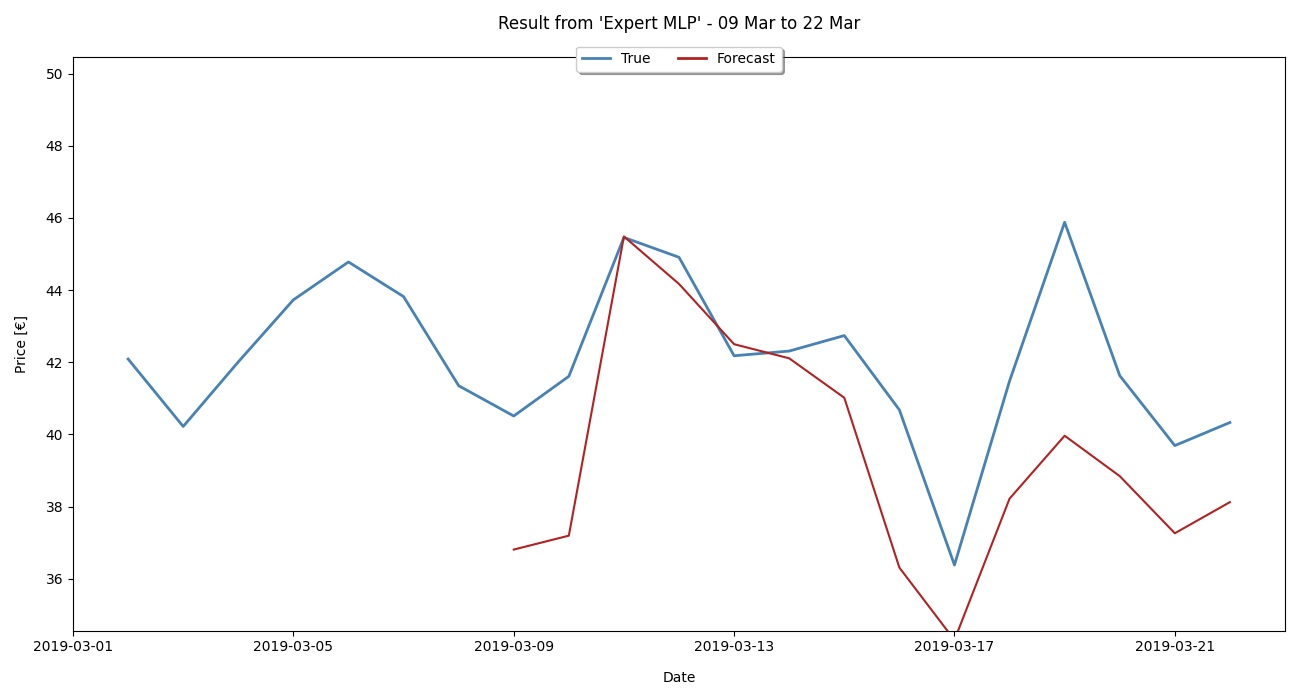 Result from 'Expert MLP' - 09 Mar to 22 Mar
True Forecast
50
48
46
44
42
40
38
36
Price [€]
2019-03-01 2019-03-05 2019-03-09 2019-03-13 2019-03-17 2019-03-21
Date